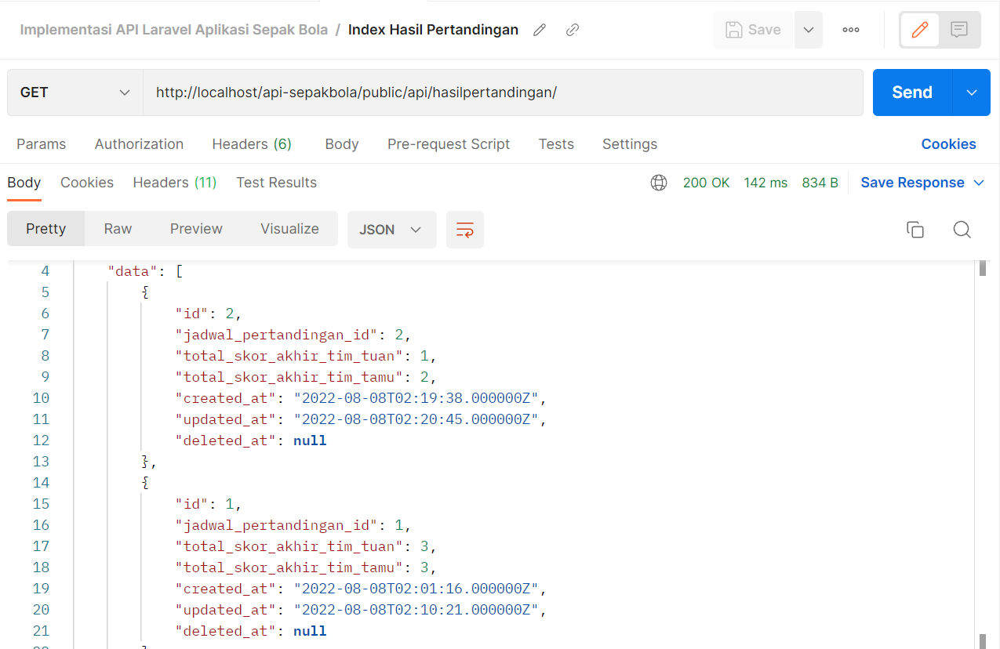 Implementasi API Laravel Aplikasi Sepak Bola / Index Hasil Pertandingan Save
GET http://localhost/api-sepakbola/public/api/hasilpertandingan/ Send
Params Authorization Headers (6) Body Pre-request Script Tests Settings Cookies
Body Cookies Headers (11) Test Results 200 OK 142 ms 834 B Save Response
Pretty Raw Preview Visualize JSON
4 "data": [
5 {
6 "id": 2,
7 "jadwal_pertandingan_id": 2,
8 "total_skor_akhir_tim_tuan": 1,
9 "total_skor_akhir_tim_tamu": 2,
10 "created_at": "2022-08-08T02:19:38.000000Z",
11 "updated_at": "2022-08-08T02:20:45.000000Z",
12 "deleted_at": null
13 },
14 {
15 "id": 1,
16 "jadwal_pertandingan_id": 1,
17 "total_skor_akhir_tim_tuan": 3,
18 "total_skor_akhir_tim_tamu": 3,
19 "created_at": "2022-08-08T02:01:16.000000Z",
20 "updated_at": "2022-08-08T02:10:21.000000Z",
21 "deleted_at": null